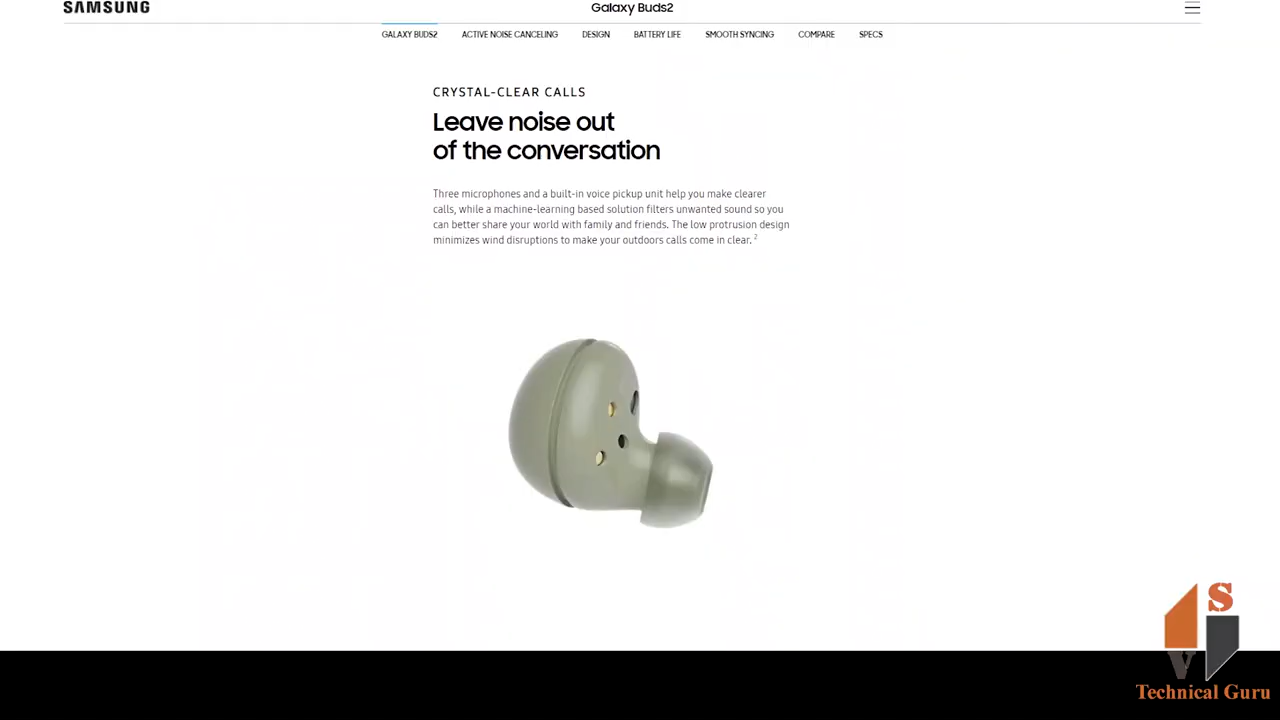 SAMSUNG
Galaxy Buds2
GALAXY BUDS2 ACTIVE NOISE CANCELING DESIGN BATTERY LIFE SMOOTH SYNCING COMPARE SPECS
CRYSTAL-CLEAR CALLS
Leave noise out
of the conversation
Three microphones and a built-in voice pickup unit help you make clearer
calls, while a machine-learning based solution filters unwanted sound so you
can better share your world with family and friends. The low protrusion design
minimizes wind disruptions to make your outdoors calls come in clear. 2
S
V
Technical Guru